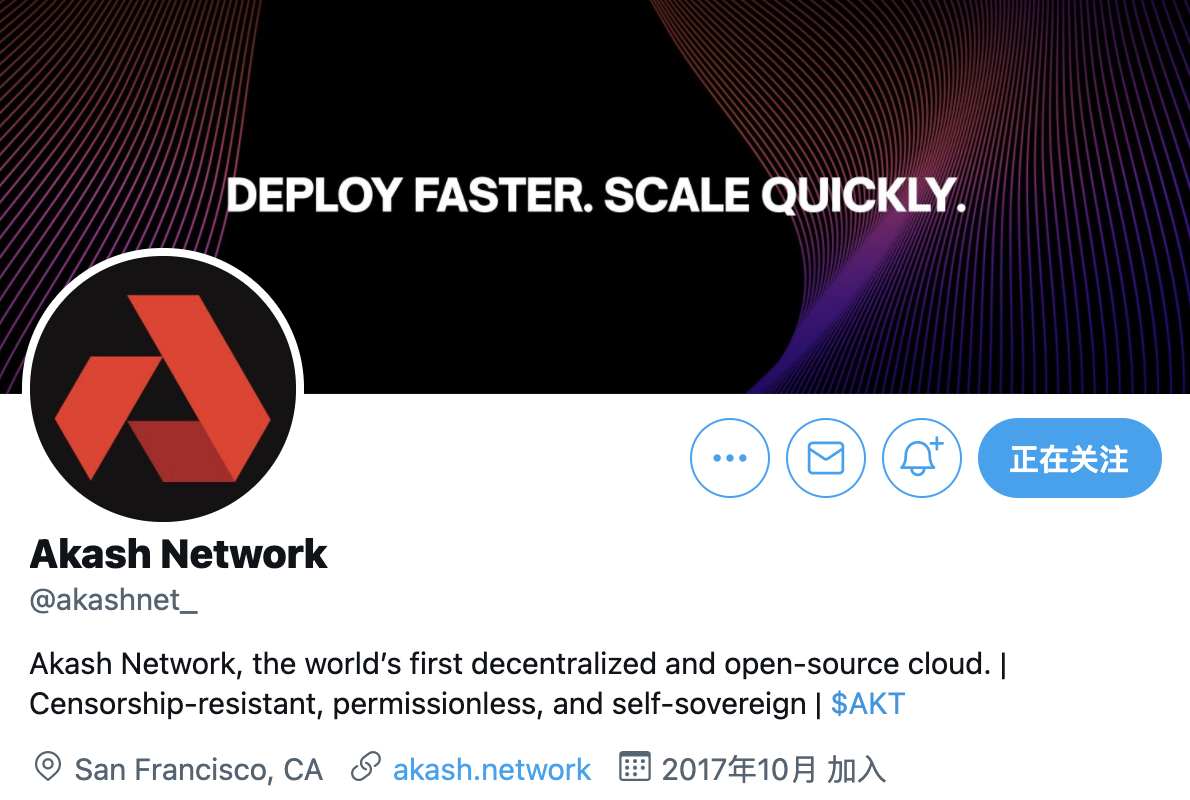 DEPLOY FASTER. SCALE QUICKLY.
正在关注
Akash Network
@akashnet_
Akash Network, the world’s first decentralized and open-source cloud. |
Censorship-resistant, permissionless, and self-sovereign | $AKT
San Francisco, CA akash.network 2017年10月 加入